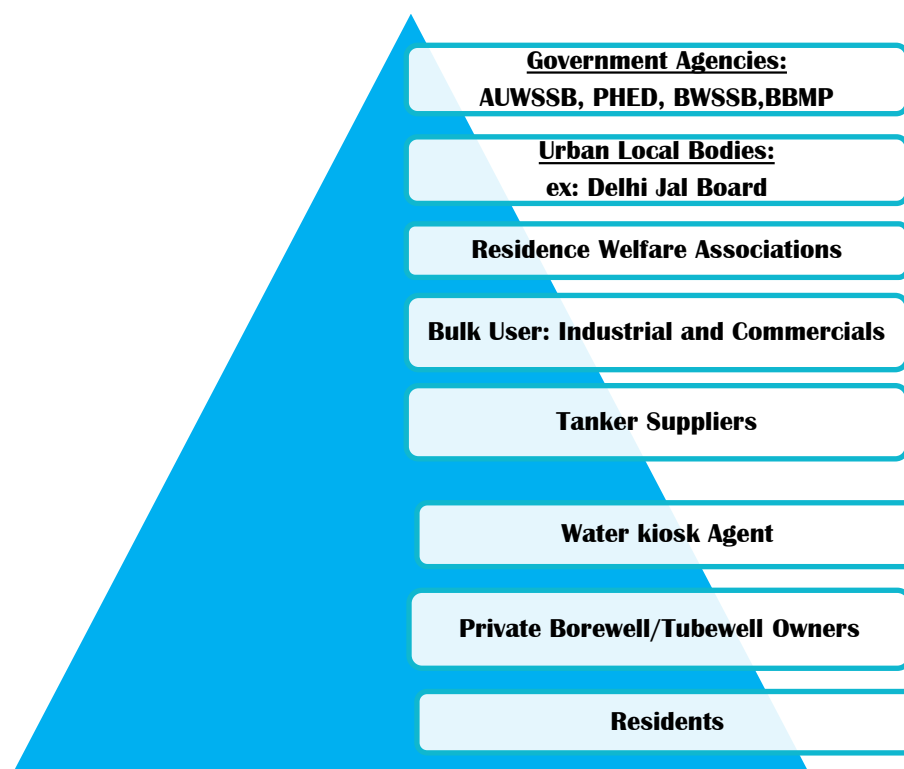 Government Agencies:
AUWSSB, PHED, BWSSB,BBMP
Urban Local Bodies:
ex: Delhi Jal Board
Residence Welfare Associations
Bulk User: Industrial and Commercials
Tanker Suppliers
Water kiosk Agent
Private Borewell/Tubewell Owners
Residents